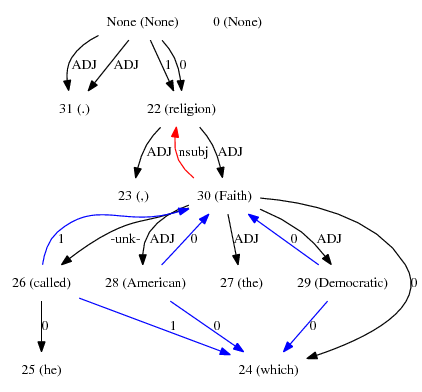 None (None) 0 (None)
ADJ ADJ 1 0
31 (.) 22 (religion)
ADJ nsubj ADJ
23 (,) 30 (Faith)
1 -unk- ADJ 0 ADJ 0 ADJ
26 (called) 28 (American) 27 (the) 29 (Democratic) 0
0 1 0 0
25 (he) 24 (which)